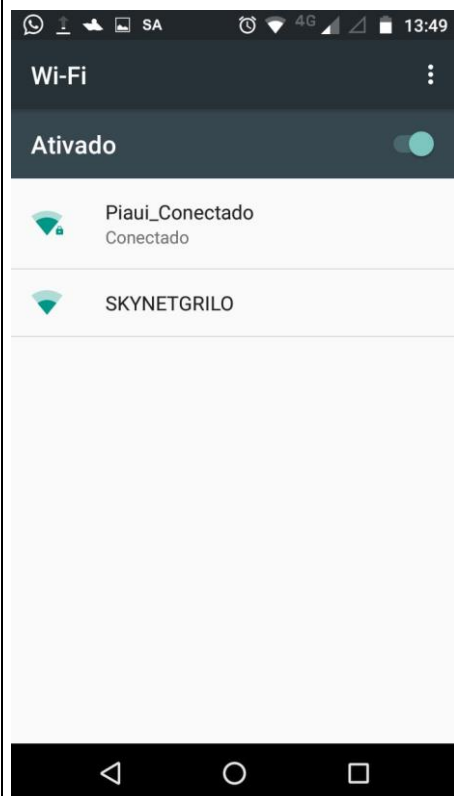 SA 4G 13:49
Wi-Fi
Ativado
Piaui_Conectado
Conectado
SKYNETGRILO